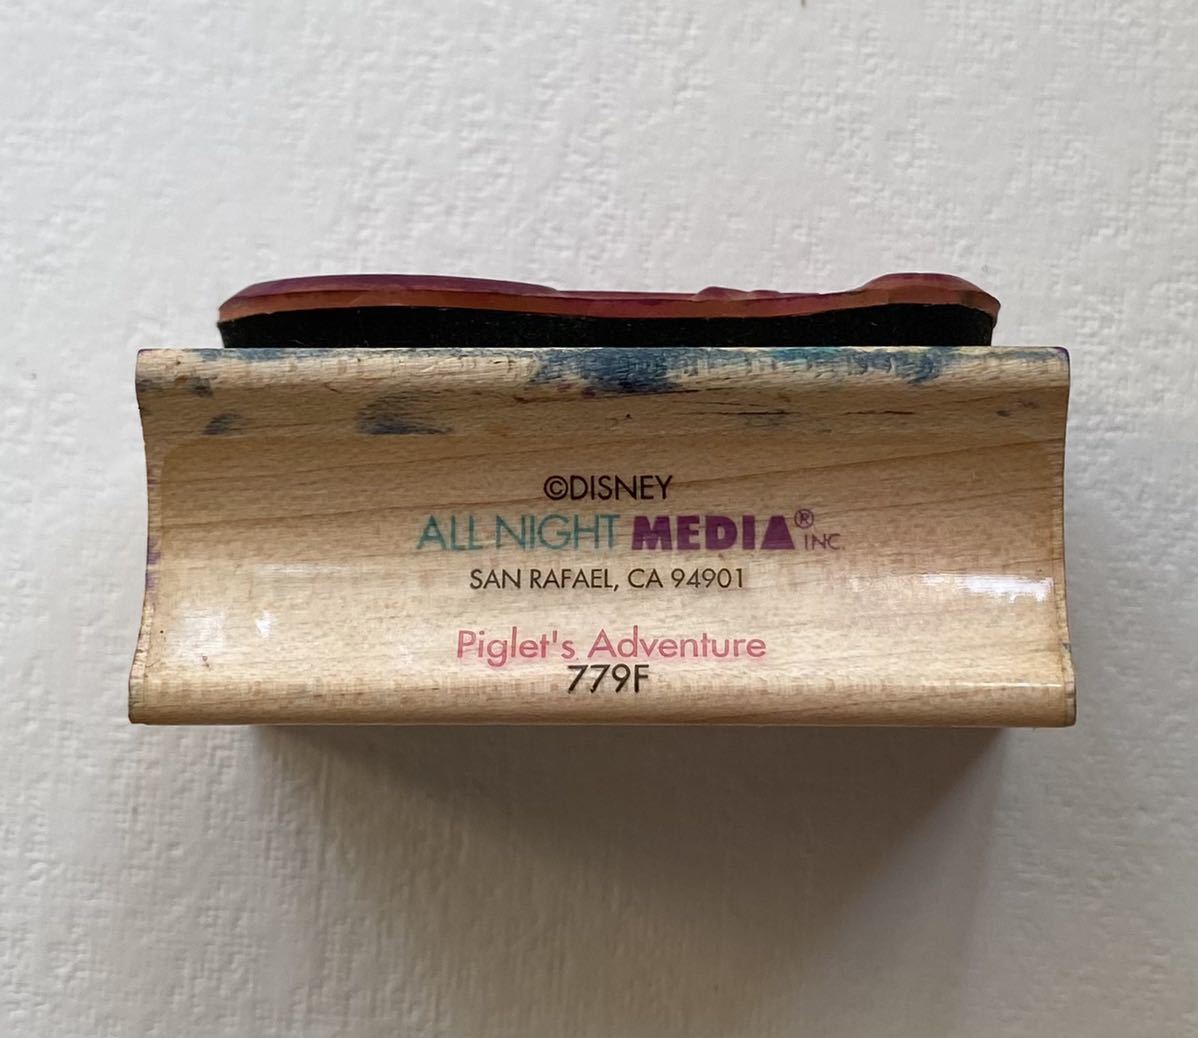 ©DISNEY
ALL NIGHT MEDIA® INC.
SAN RAFAEL, CA 94901
Piglet's Adventure
779F